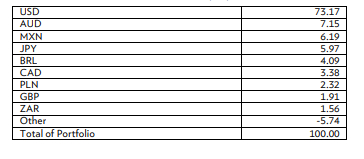 USD 73.17
AUD 7.15
MXN 6.19
JPY 5.97
BRL 4.09
CAD 3.38
PLN 2.32
GBP 1.91
ZAR 1.56
Other -5.74
Total of Portfolio 100.00